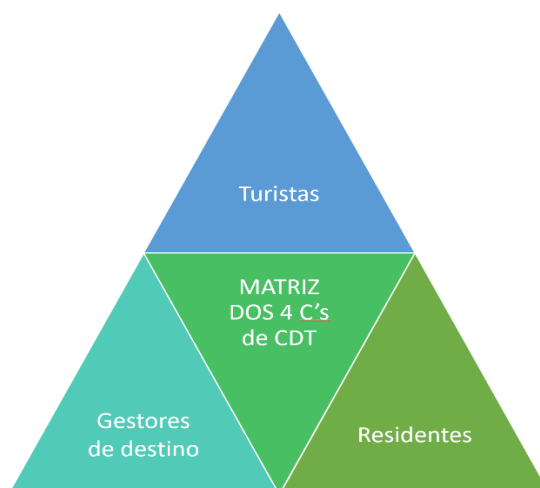 Turistas
MATRIZ
DOS 4 C's
de CDT
Gestores
de destino
Residentes